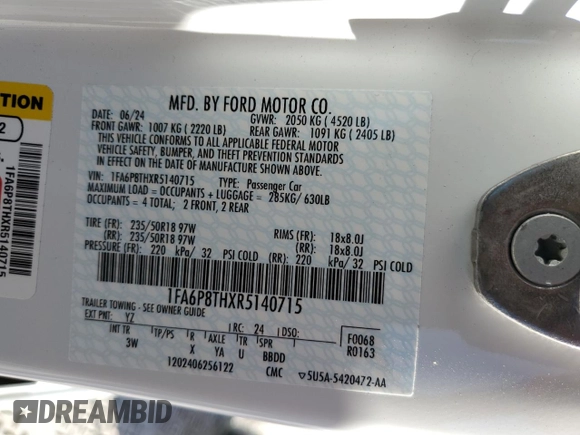 MFD. BY FORD MOTOR CO.
DATE: 06/24 GVWR: 2050 KG ( 4520 LB)
FRONT GAWR: 1007 KG ( 2220 LB) REAR GAWR: 1091 KG ( 2405 LB)
THIS VEHICLE CONFORMS TO ALL APPLICABLE FEDERAL MOTOR
VEHICLE SAFETY, BUMPER, AND THEFT PREVENTION STANDARDS
IN EFFECT ON THE DATE OF MANUFACTURE SHOWN ABOVE.
VIN: 1FA6P8THXR5140715 TYPE: Passenger Car
MAXIMUM LOAD = OCCUPANTS + LUGGAGE = 285KG/ 630LB
OCCUPANTS = 4 TOTAL; 2 FRONT, 2 REAR
TIRE (FR): 235/50R18 97W RIMS (FR): 18x8.0J
(RR): 235/50R18 97W (RR): 18x8.0J
PRESSURE (FR): 220 kPa/ 32 PSI COLD (RR): 220 kPa/ 32 PSI COLD
1FA6P8THXR5140715
TRAILER TOWING - SEE OWNER GUIDE
EXT PNT: YZ RC: 24 DSO: F0068
INT TR TP/PS R AXLE TR SPR R0163
3W X YA U BBDD
1202406256122 CMC 5U5A-5420472-AA
2
1FA6P8THXR5140715
DREAMBID